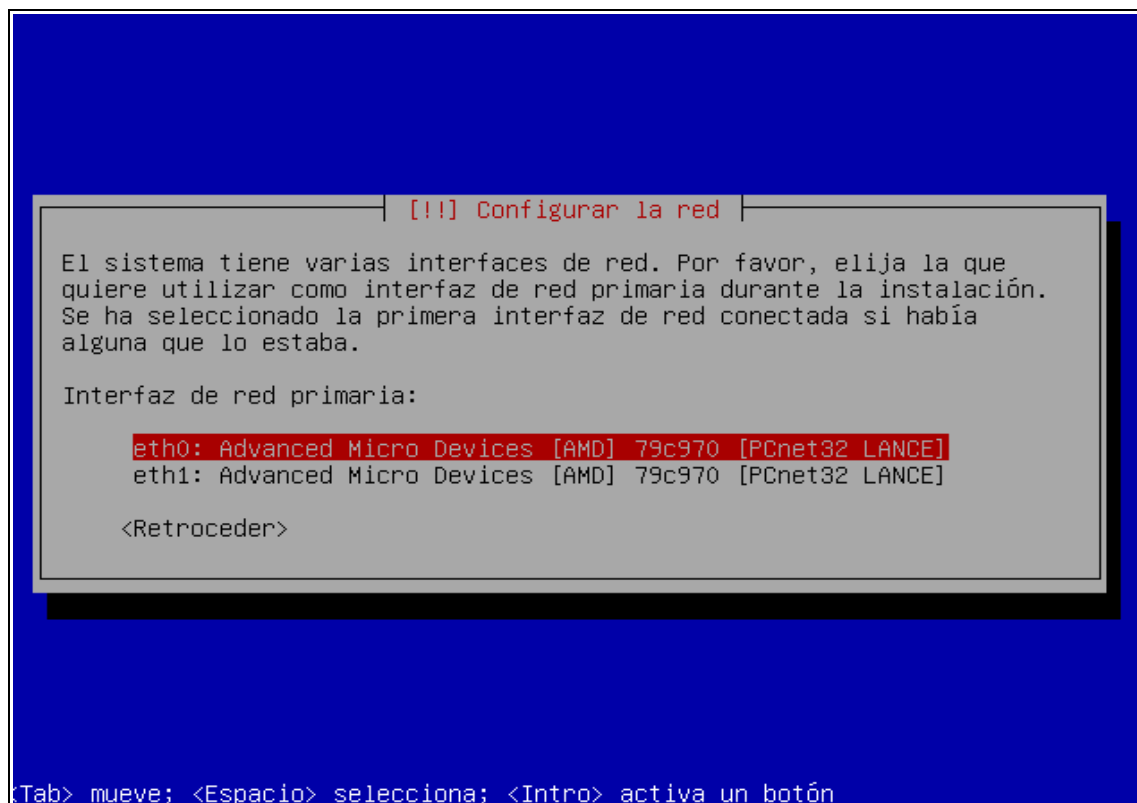 [!!] Configurar la red
El sistema tiene varias interfaces de red. Por favor, elija la que
quiere utilizar como interfaz de red primaria durante la instalación.
Se ha seleccionado la primera interfaz de red conectada si había
alguna que lo estaba.
Interfaz de red primaria:
eth0: Advanced Micro Devices [AMD] 79c970 [PCnet32 LANCE]
eth1: Advanced Micro Devices [AMD] 79c970 [PCnet32 LANCE]
<Retroceder>
<Tab> mueve; <Espacio> selecciona; <Intro> activa un botón